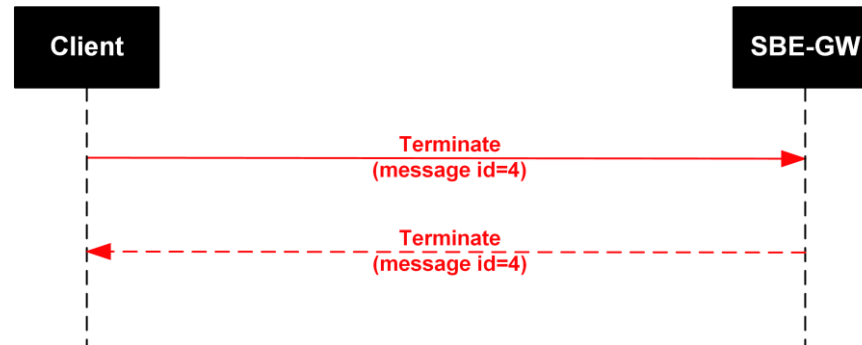 Client
SBE-GW
Terminate
(message id=4)
Terminate
(message id=4)